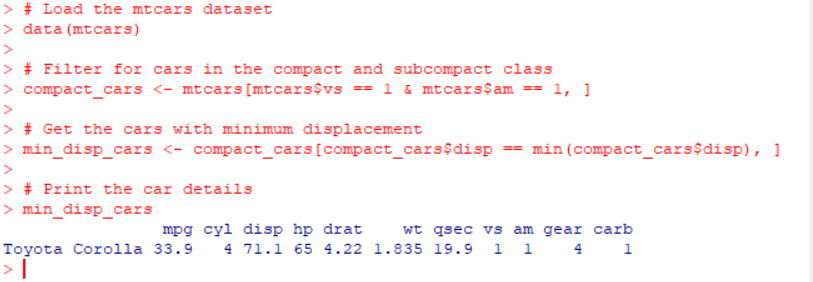 > # Load the mtcars dataset
> data(mtcars)
>
> # Filter for cars in the compact and subcompact class
> compact_cars <- mtcars[mtcars$vs == 1 & mtcars$am == 1, ]
>
> # Get the cars with minimum displacement
> min_disp_cars <- compact_cars[compact_cars$disp == min(compact_cars$disp), ]
>
> # Print the car details
> min_disp_cars
                mpg cyl disp hp drat    wt qsec vs am gear carb
Toyota Corolla 33.9   4 71.1 65 4.22 1.835 19.9  1  1    4    1
>